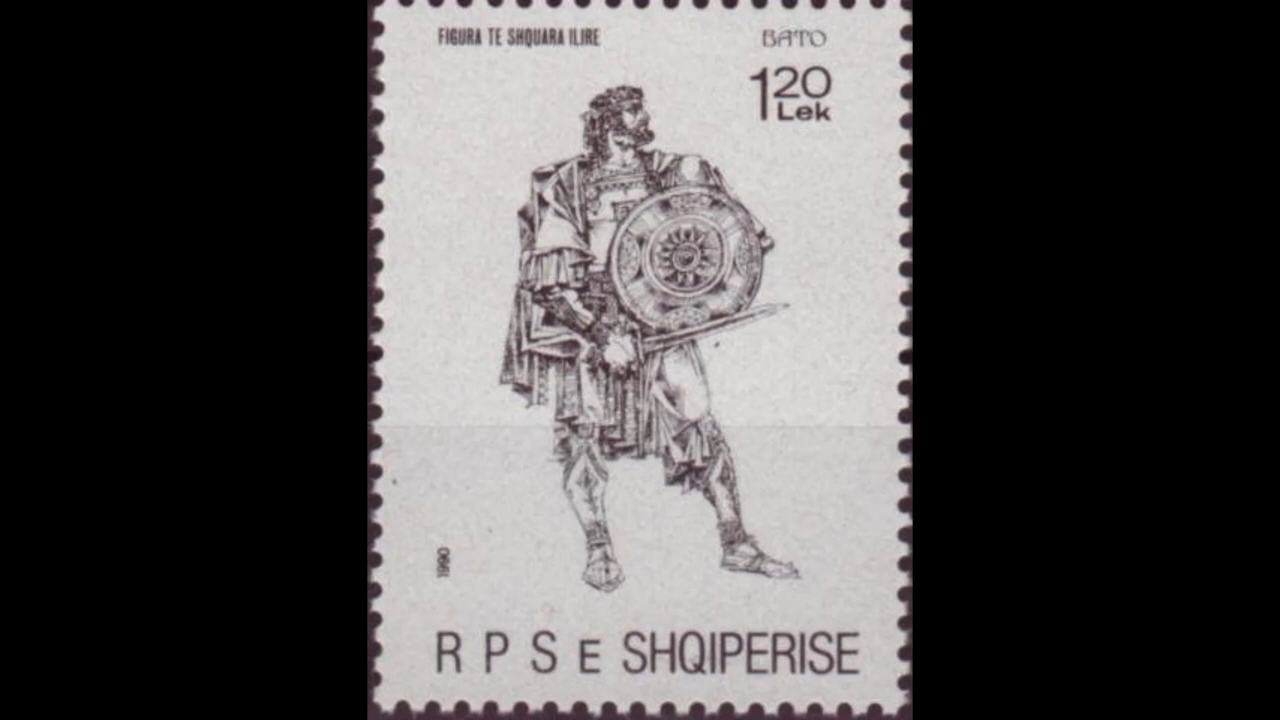 FIGURA TE SHQUARA ILIRE
BATO
1 20
Lek
1990
R P S E SHQIPERISE